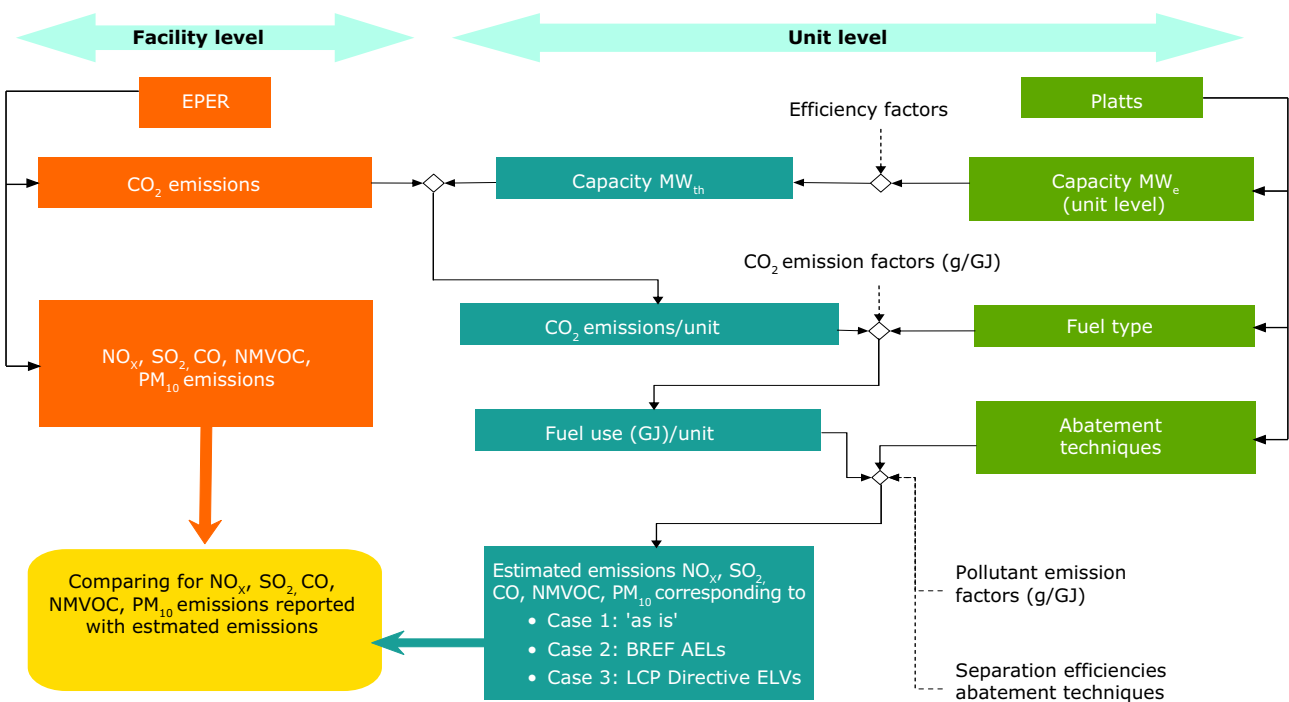 Facility level
Unit level
EPER
Platts
Efficiency factors
CO₂ emissions
Capacity MWₜₕ
Capacity MWₑ
(unit level)
CO₂ emission factors (g/GJ)
CO₂ emissions/unit
Fuel type
NOₓ, SO₂, CO, NMVOC,
PM₁₀ emissions
Fuel use (GJ)/unit
Abatement
techniques
Comparing for NOₓ, SO₂, CO,
NMVOC, PM₁₀ emissions reported
with estmated emissions
Estimated emissions NOₓ, SO₂,
CO, NMVOC, PM₁₀ corresponding to
• Case 1: 'as is'
• Case 2: BREF AELs
• Case 3: LCP Directive ELVs
Pollutant emission
factors (g/GJ)
Separation efficiencies
abatement techniques